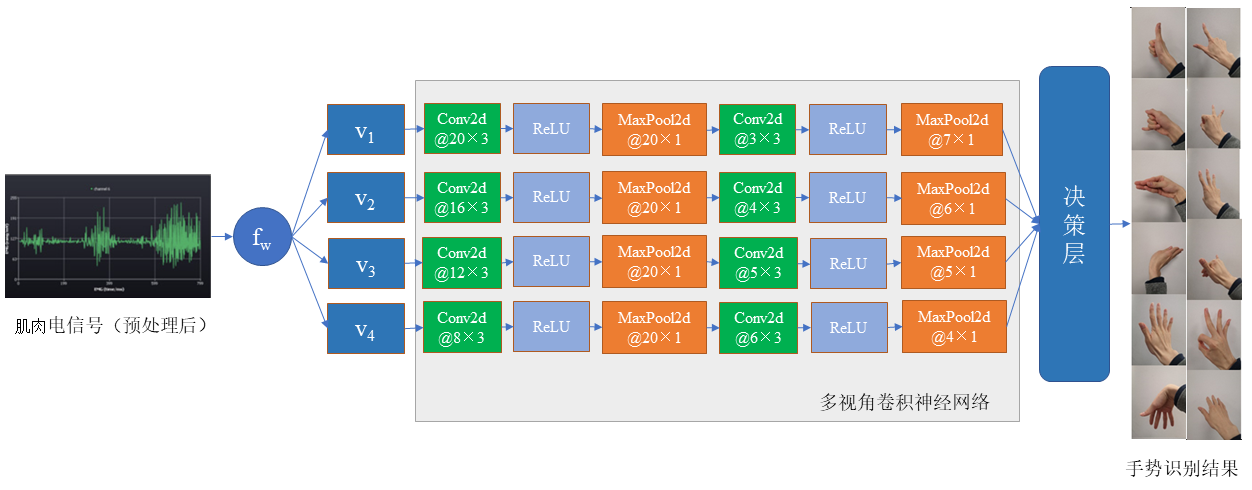 v1
Conv2d
@20×3
ReLU
MaxPool2d
@20×1
Conv2d
@3×3
ReLU
MaxPool2d
@7×1
v2
Conv2d
@16×3
ReLU
MaxPool2d
@20×1
Conv2d
@4×3
ReLU
MaxPool2d
@6×1
v3
Conv2d
@12×3
ReLU
MaxPool2d
@20×1
Conv2d
@5×3
ReLU
MaxPool2d
@5×1
v4
Conv2d
@8×3
ReLU
MaxPool2d
@20×1
Conv2d
@6×3
ReLU
MaxPool2d
@4×1
fw
决策层
肌肉电信号（预处理后）
多视角卷积神经网络
手势识别结果